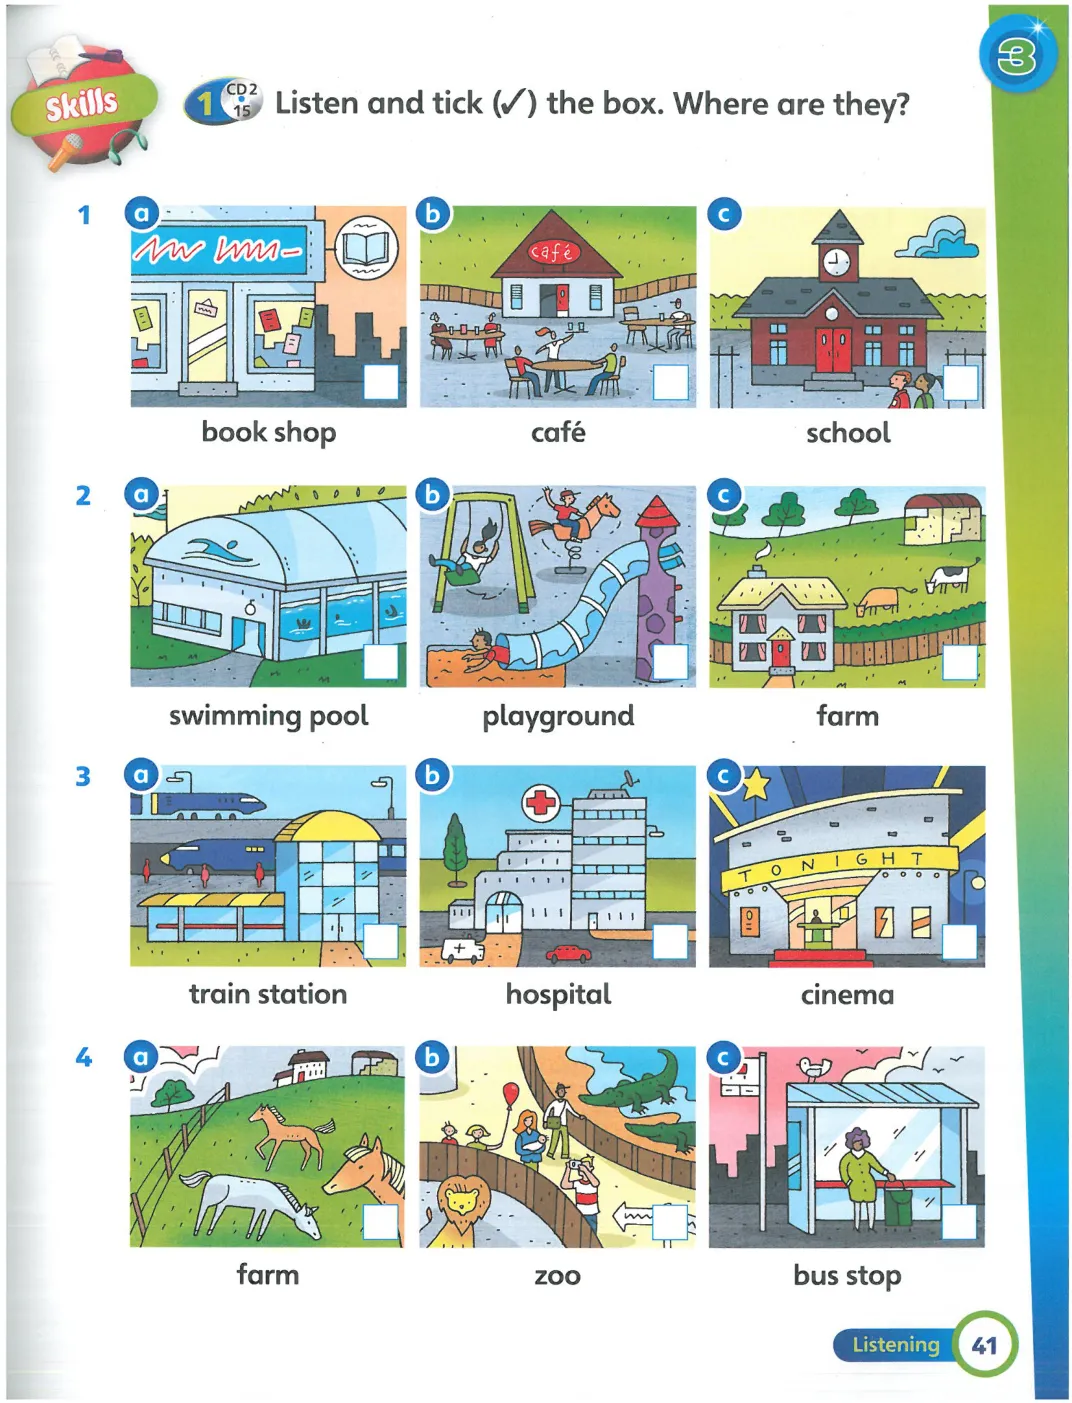 3
Skills
1 CD2 15 Listen and tick (✓) the box. Where are they?
1
a
b
c
café
book shop
café
school
2
a
b
c
swimming pool
playground
farm
3
a
b
c
TONIGHT
train station
hospital
cinema
4
a
b
c
farm
zoo
bus stop
Listening 41